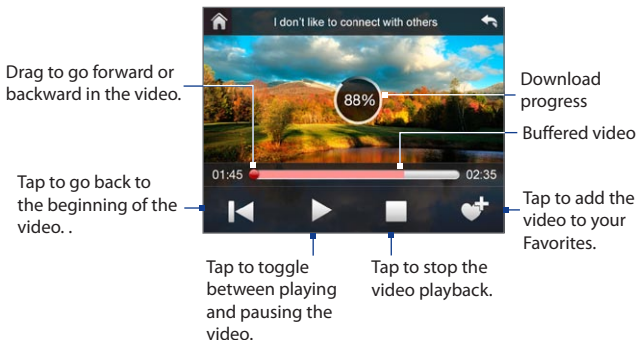 I don't like to connect with others
Drag to go forward or
backward in the video.
88%
Download
progress
Buffered video
01:45
02:35
Tap to go back to
the beginning of the
video. .
Tap to add the
video to your
Favorites.
Tap to toggle
between playing
and pausing the
video.
Tap to stop the
video playback.